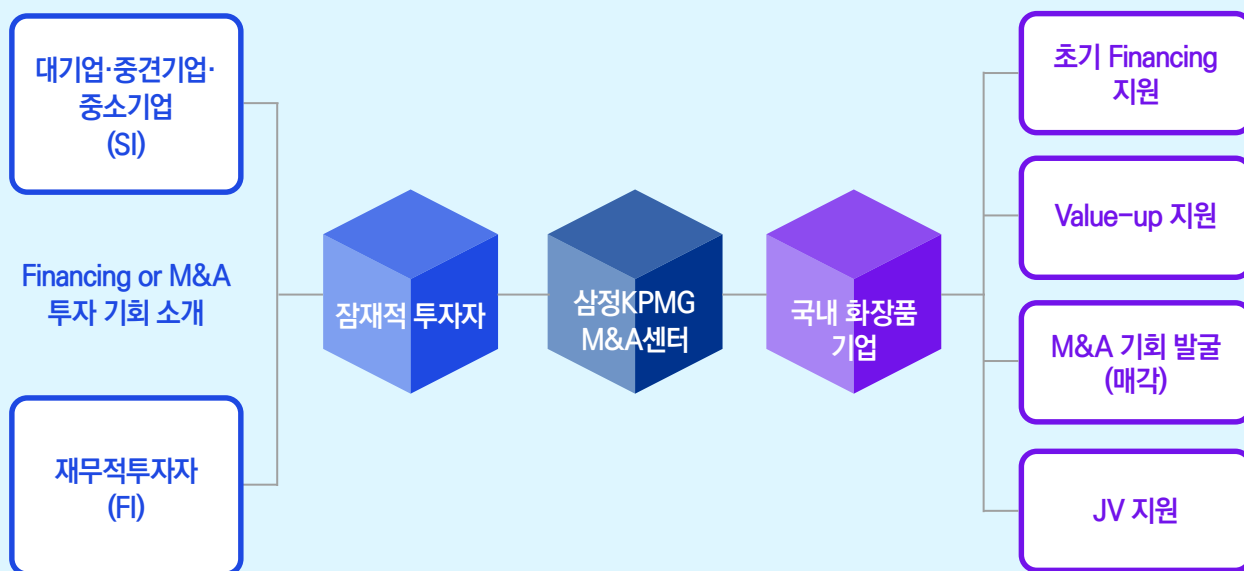 대기업·중견기업·
중소기업
(SI)
Financing or M&A
투자 기회 소개
재무적투자자
(FI)
잠재적 투자자
삼정KPMG
M&A센터
국내 화장품
기업
초기 Financing
지원
Value-up 지원
M&A 기회 발굴
(매각)
JV 지원